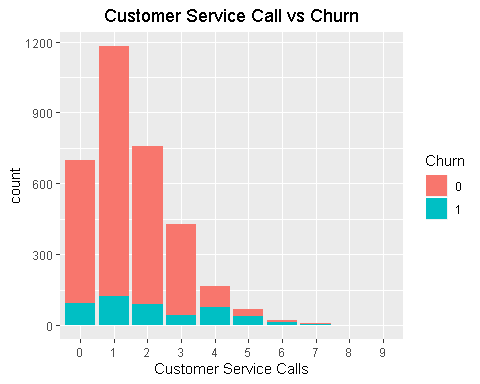 Customer Service Call vs Churn
count
1200
900
600
300
0
0 1 2 3 4 5 6 7 8 9
Customer Service Calls
Churn
0
1